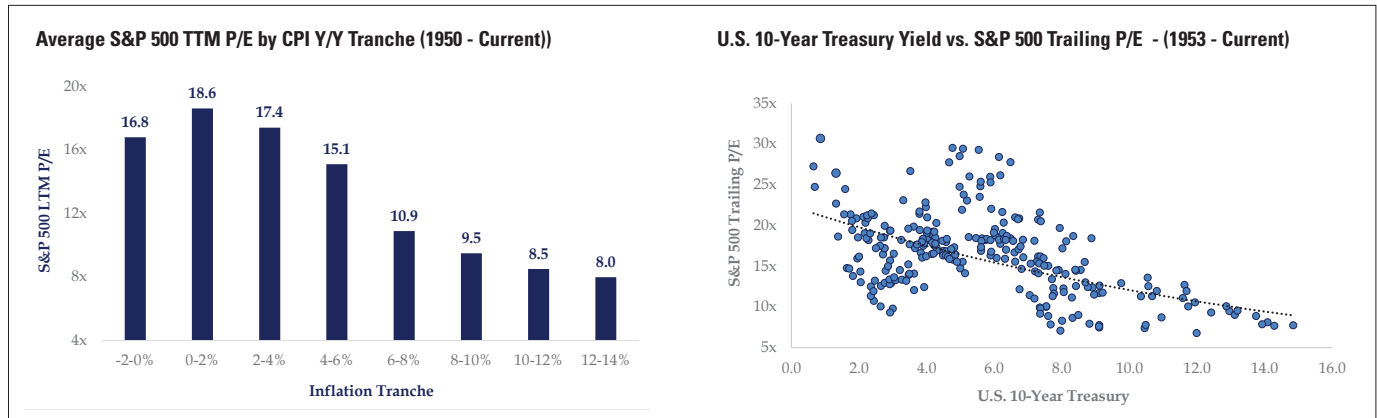 Average S&P 500 TTM P/E by CPI Y/Y Tranche (1950 - Current))
S&P 500 LTM P/E
20x
16x
12x
8x
4x
16.8
18.6
17.4
15.1
10.9
9.5
8.5
8.0
-2-0%
0-2%
2-4%
4-6%
6-8%
8-10%
10-12%
12-14%
Inflation Tranche
U.S. 10-Year Treasury Yield vs. S&P 500 Trailing P/E - (1953 - Current)
S&P 500 Trailing P/E
35x
30x
25x
20x
15x
10x
5x
0.0
2.0
4.0
6.0
8.0
10.0
12.0
14.0
16.0
U.S. 10-Year Treasury